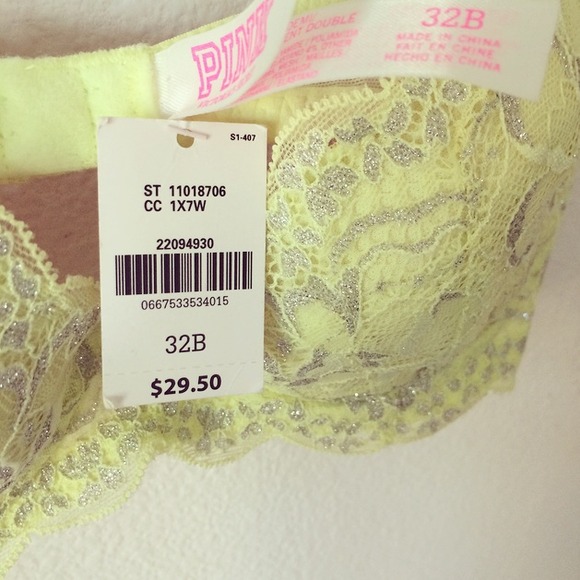 PINK
32B
MADE IN CHINA
FAIT EN CHINE
HECHO EN CHINA
S1-407
ST 11018706
CC 1X7W
22094930
0667533534015
32B
$29.50